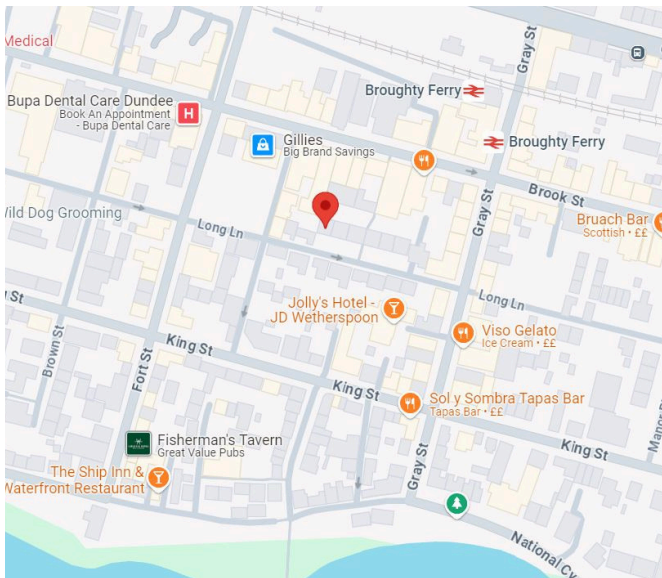 Medical
Gray St
Broughty Ferry
Bupa Dental Care Dundee
Book An Appointment
- Bupa Dental Care
H
Gillies
Big Brand Savings
Broughty Ferry
Brook St
Wild Dog Grooming
Long Ln
Gray St
Bruach Bar
Scottish • ££
Jolly's Hotel -
JD Wetherspoon
Long Ln
Viso Gelato
Ice Cream • ££
King St
Brown St
Fort St
King St
Sol y Sombra Tapas Bar
Tapas Bar • ££
King St
Fisherman's Tavern
Great Value Pubs
Gray St
The Ship Inn &
Waterfront Restaurant
National